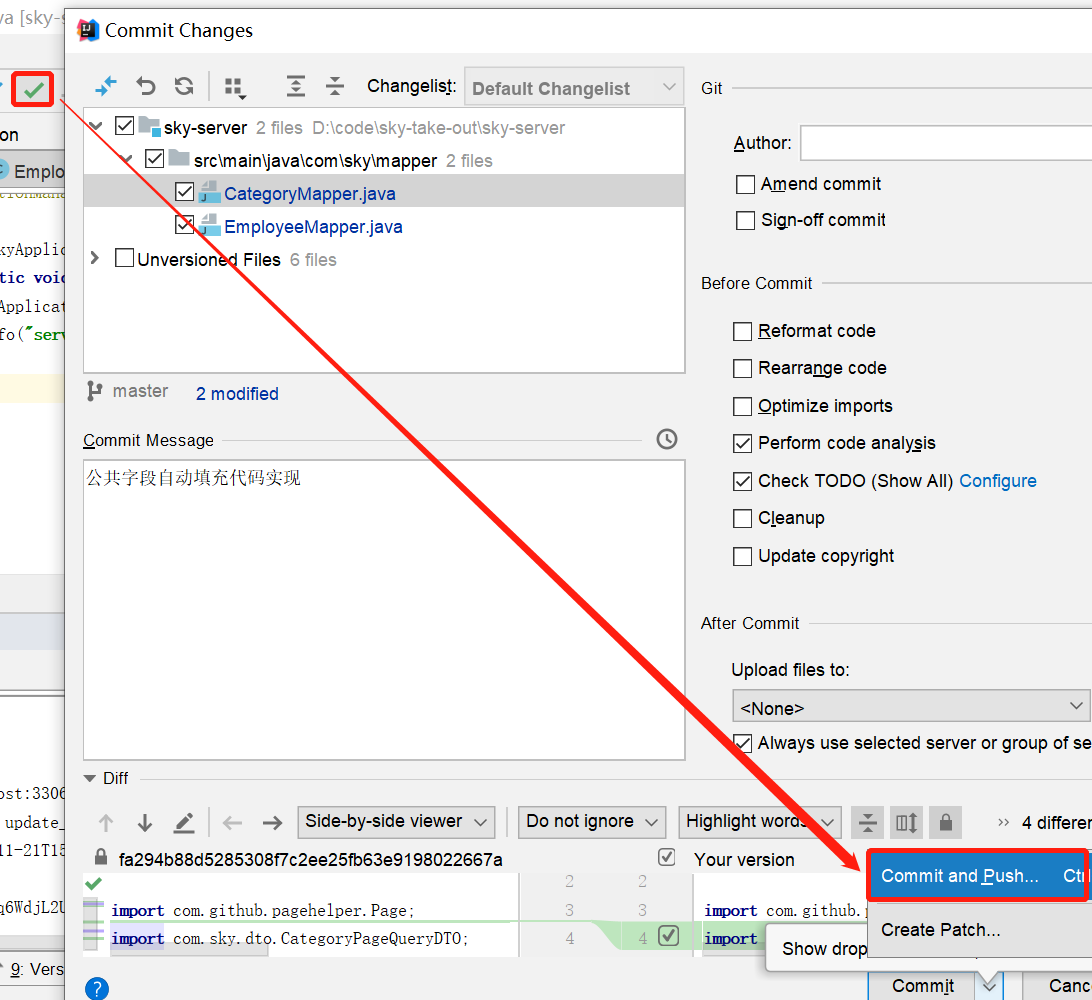 va [sky-s
Commit Changes
Changelist:
Default Changelist
Git
on
sky-server 2 files D:\code\sky-take-out\sky-server
Author:
src\main\java\com\sky\mapper 2 files
Emplo
Amend commit
CategoryMapper.java
Sign-off commit
EmployeeMapper.java
kyApplic
Unversioned Files 6 files
tic voic
Before Commit
Applicat
fo("serv
Reformat code
Rearrange code
master
2 modified
Optimize imports
Commit Message
Perform code analysis
公共字段自动填充代码实现
Check TODO (Show All) Configure
Cleanup
Update copyright
After Commit
Upload files to:
<None>
Always use selected server or group of se
Diff
ost:3306
update_
Side-by-side viewer
Do not ignore
Highlight words
4 differen
11-21T15
fa294b88d5285308f7c2ee25fb63e9198022667a
Your version
Commit and Push... Ctr
2 2
q6WdjL2U
import com.github.pagehelper.Page; 3 3 import com.github.p
Create Patch...
import com.sky.dto.CategoryPageQueryDTO; 4 4 import
Show drop
9: Vers
?
Commit
Canc